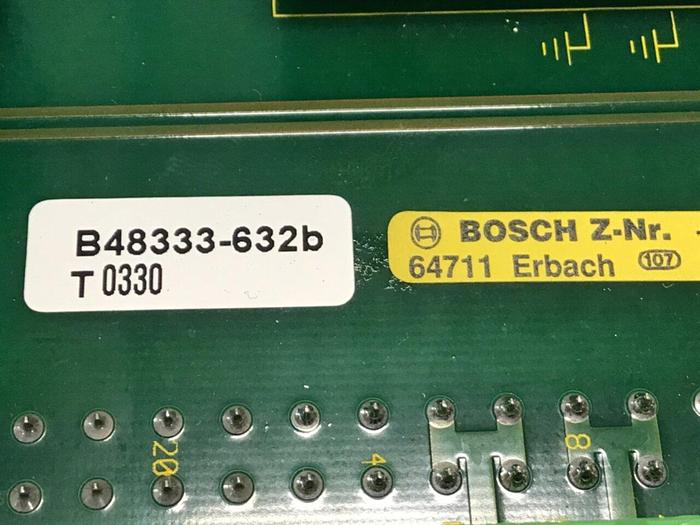 B48333-632b
T 0330
BOSCH Z-Nr.
64711 Erbach 107
20
4
8